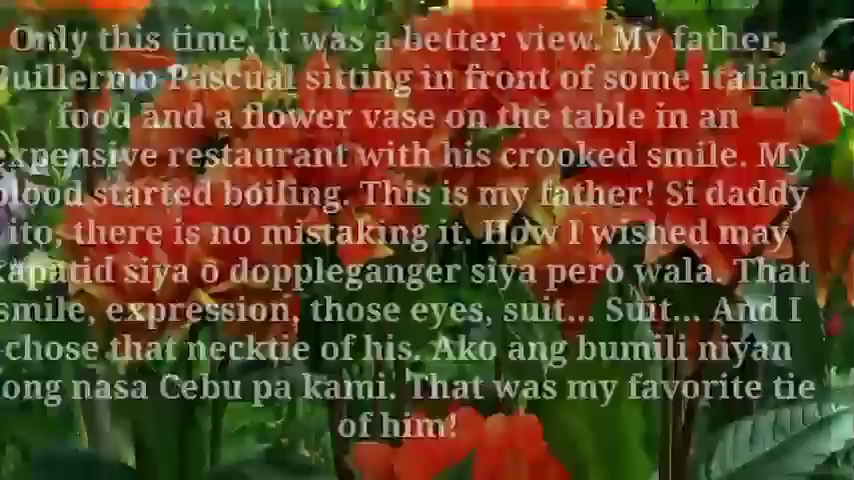 Only this time, it was a better view. My father,
Guillermo Pascual sitting in front of some italian
food and a flower vase on the table in an
expensive restaurant with his crooked smile. My
blood started boiling. This is my father! Si daddy
ito, there is no mistaking it. How I wished may
kapatid siya o doppleganger siya pero wala. That
smile, expression, those eyes, suit... Suit... And I
chose that necktie of his. Ako ang bumili niyan
ong nasa Cebu pa kami. That was my favorite tie
of him!